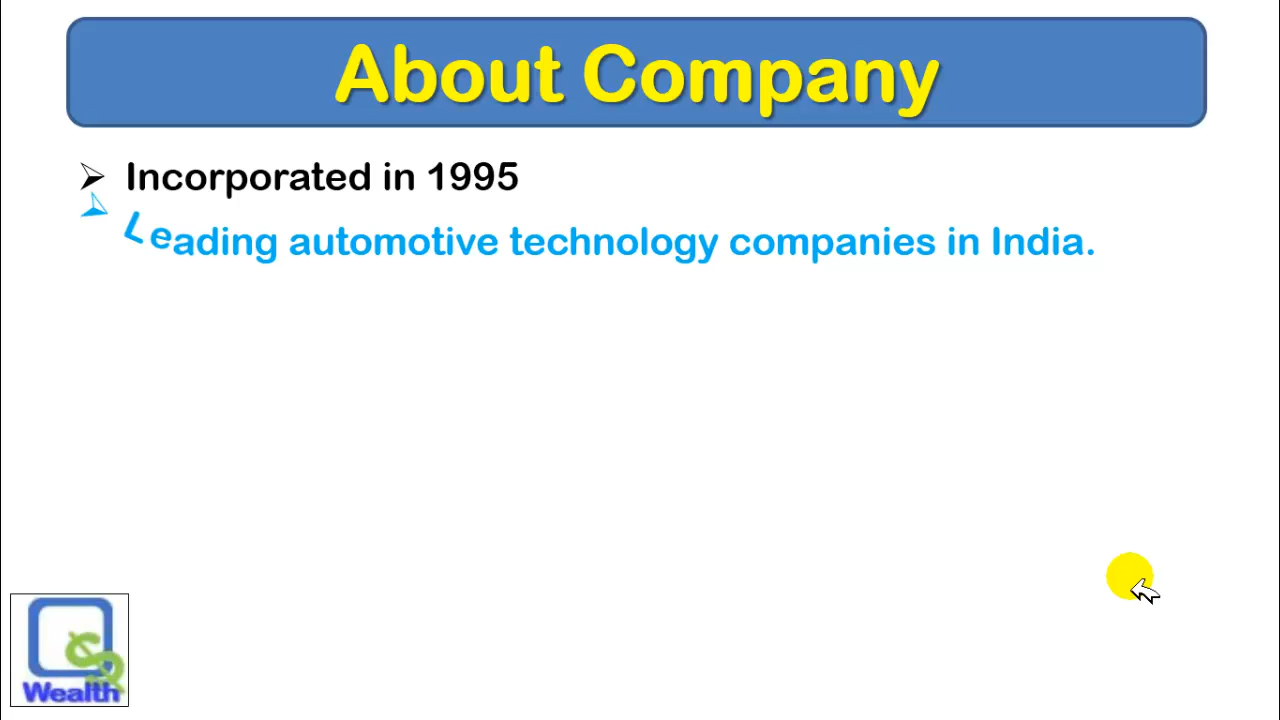 About Company
Incorporated in 1995
Leading automotive technology companies in India.
Wealth